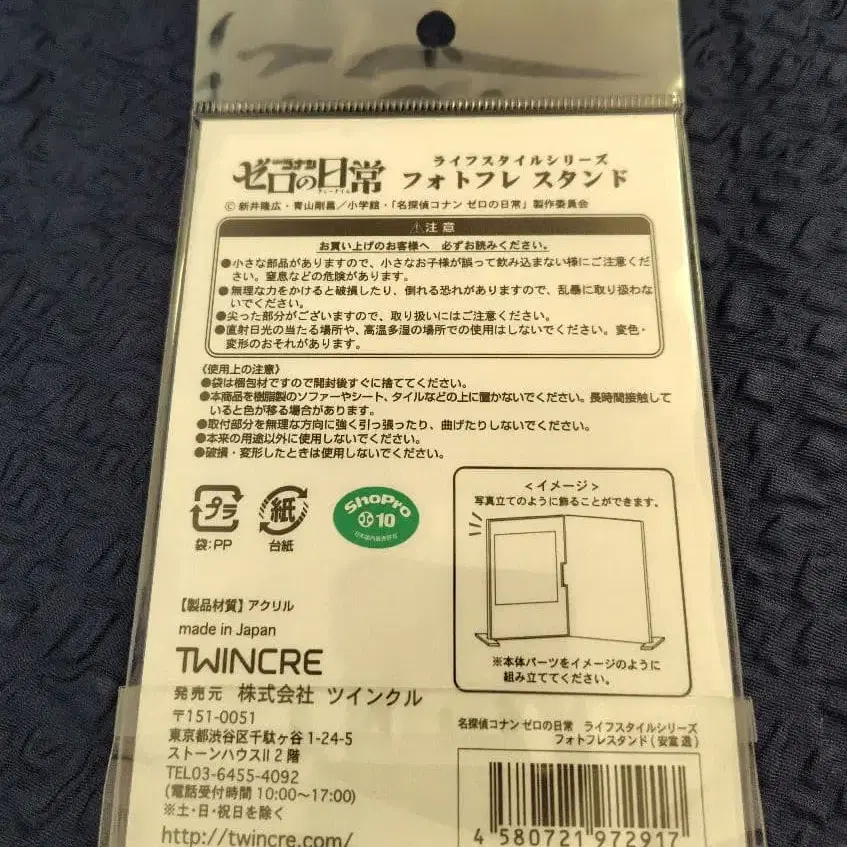 名探偵コナン
ゼロの日常
ティータイム
ライフスタイルシリーズ
フォトフレ スタンド
© 新井隆広・青山剛昌／小学館・「名探偵コナン ゼロの日常」製作委員会
⚠注意
お買い上げのお客様へ 必ずお読みください。
●小さな部品がありますので、小さなお子様が誤って飲み込まない様にご注意くだ
さい。窒息などの危険があります。
●無理な力をかけると破損したり、倒れる恐れがありますので、乱暴に取り扱わな
いでください。
●尖った部分がございますので、取り扱いにはご注意ください。
●直射日光の当たる場所や、高温多湿の場所での使用はしないでください。変色・
変形のおそれがあります。
〈使用上の注意〉
●袋は梱包材ですので開封後すぐに捨ててください。
●本商品を樹脂製のソファーやシート、タイルなどの上に置かないでください。長時間接触して
いると色が移る場合があります。
●取付部分を無理な方向に強く引っ張ったり、曲げたりしないでください。
●本来の用途以外に使用しないでください。
●破損・変形したときは使用しないでください。
プラ
袋:PP
紙
台紙
ShoPro
10
日本国内販売許可
＜イメージ＞
写真立てのように飾ることができます。
※本体パーツをイメージのように
組み立ててください。
【製品材質】アクリル
made in Japan
TWINCRE
発売元 株式会社 ツインクル
〒151-0051
東京都渋谷区千駄ヶ谷 1-24-5
ストーンハウスII 2 階
TEL03-6455-4092
(電話受付時間 10:00〜17:00)
※土・日・祝日を除く
http://twincre.com/
名探偵コナン ゼロの日常 ライフスタイルシリーズ
フォトフレスタンド(安室 透)
4 580721 972917